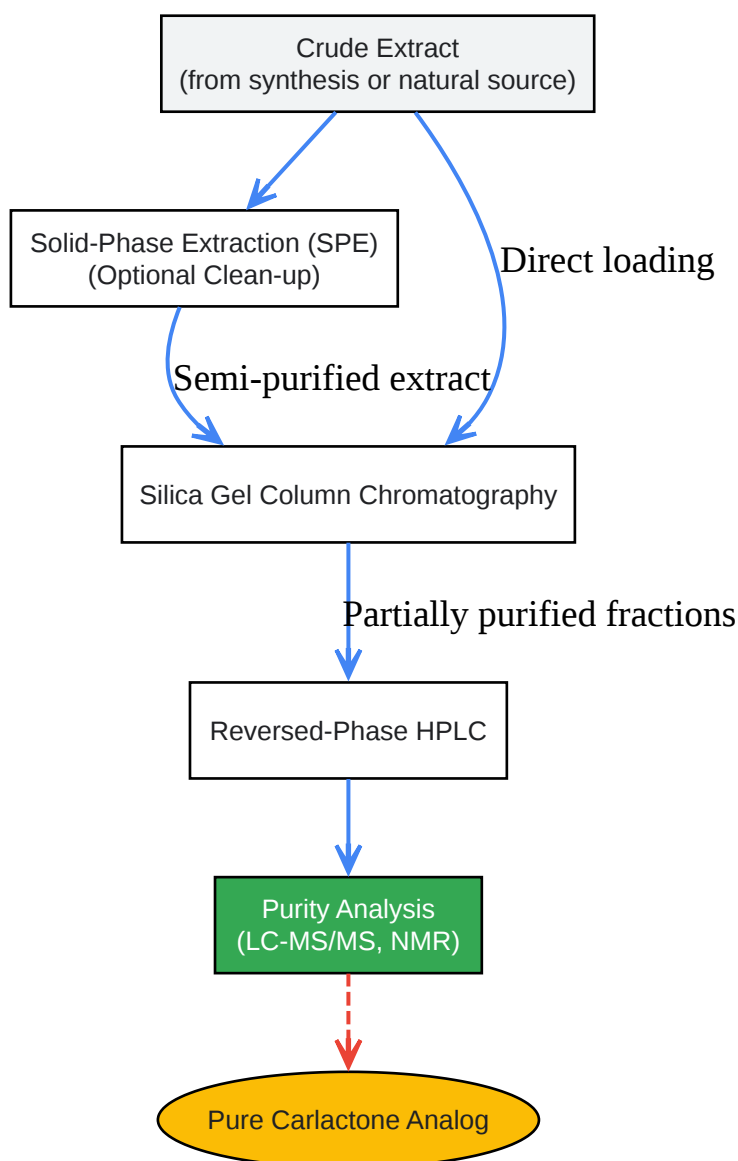 Crude Extract
(from synthesis or natural source)
Solid-Phase Extraction (SPE)
(Optional Clean-up)
Direct loading
Semi-purified extract
Silica Gel Column Chromatography
Partially purified fractions
Reversed-Phase HPLC
Purity Analysis
(LC-MS/MS, NMR)
Pure Carlactone Analog